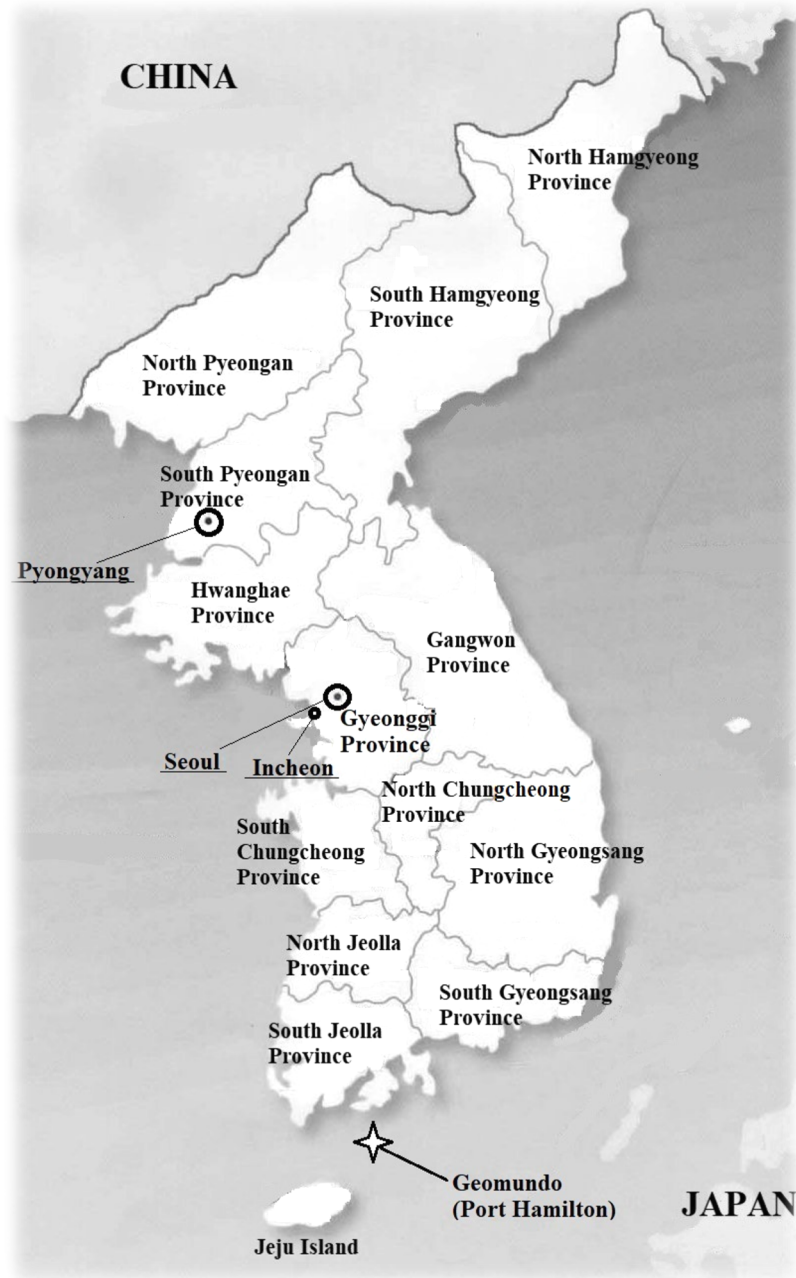 CHINA
North Hamgyeong
Province
South Hamgyeong
Province
North Pyeongan
Province
South Pyeongan
Province
Pyongyang
Hwanghae
Province
Gangwon
Province
Gyeonggi
Province
Seoul
Incheon
North Chungcheong
Province
South
Chungcheong
Province
North Gyeongsang
Province
North Jeolla
Province
South Gyeongsang
Province
South Jeolla
Province
Geomundo
(Port Hamilton)
JAPAN
Jeju Island